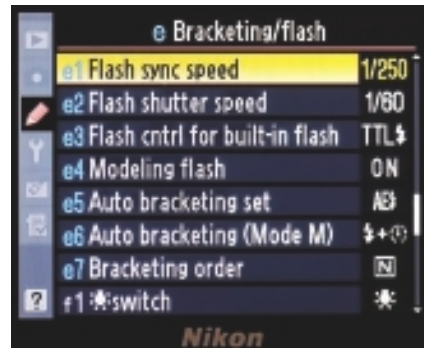 e Bracketing/flash
e1 Flash sync speed 1/250
e2 Flash shutter speed 1/60
e3 Flash cntrl for built-in flash TTL⚡
e4 Modeling flash ON
e5 Auto bracketing set AE⚡
e6 Auto bracketing (Mode M) ⚡+
e7 Bracketing order N
f1 switch
?
Nikon